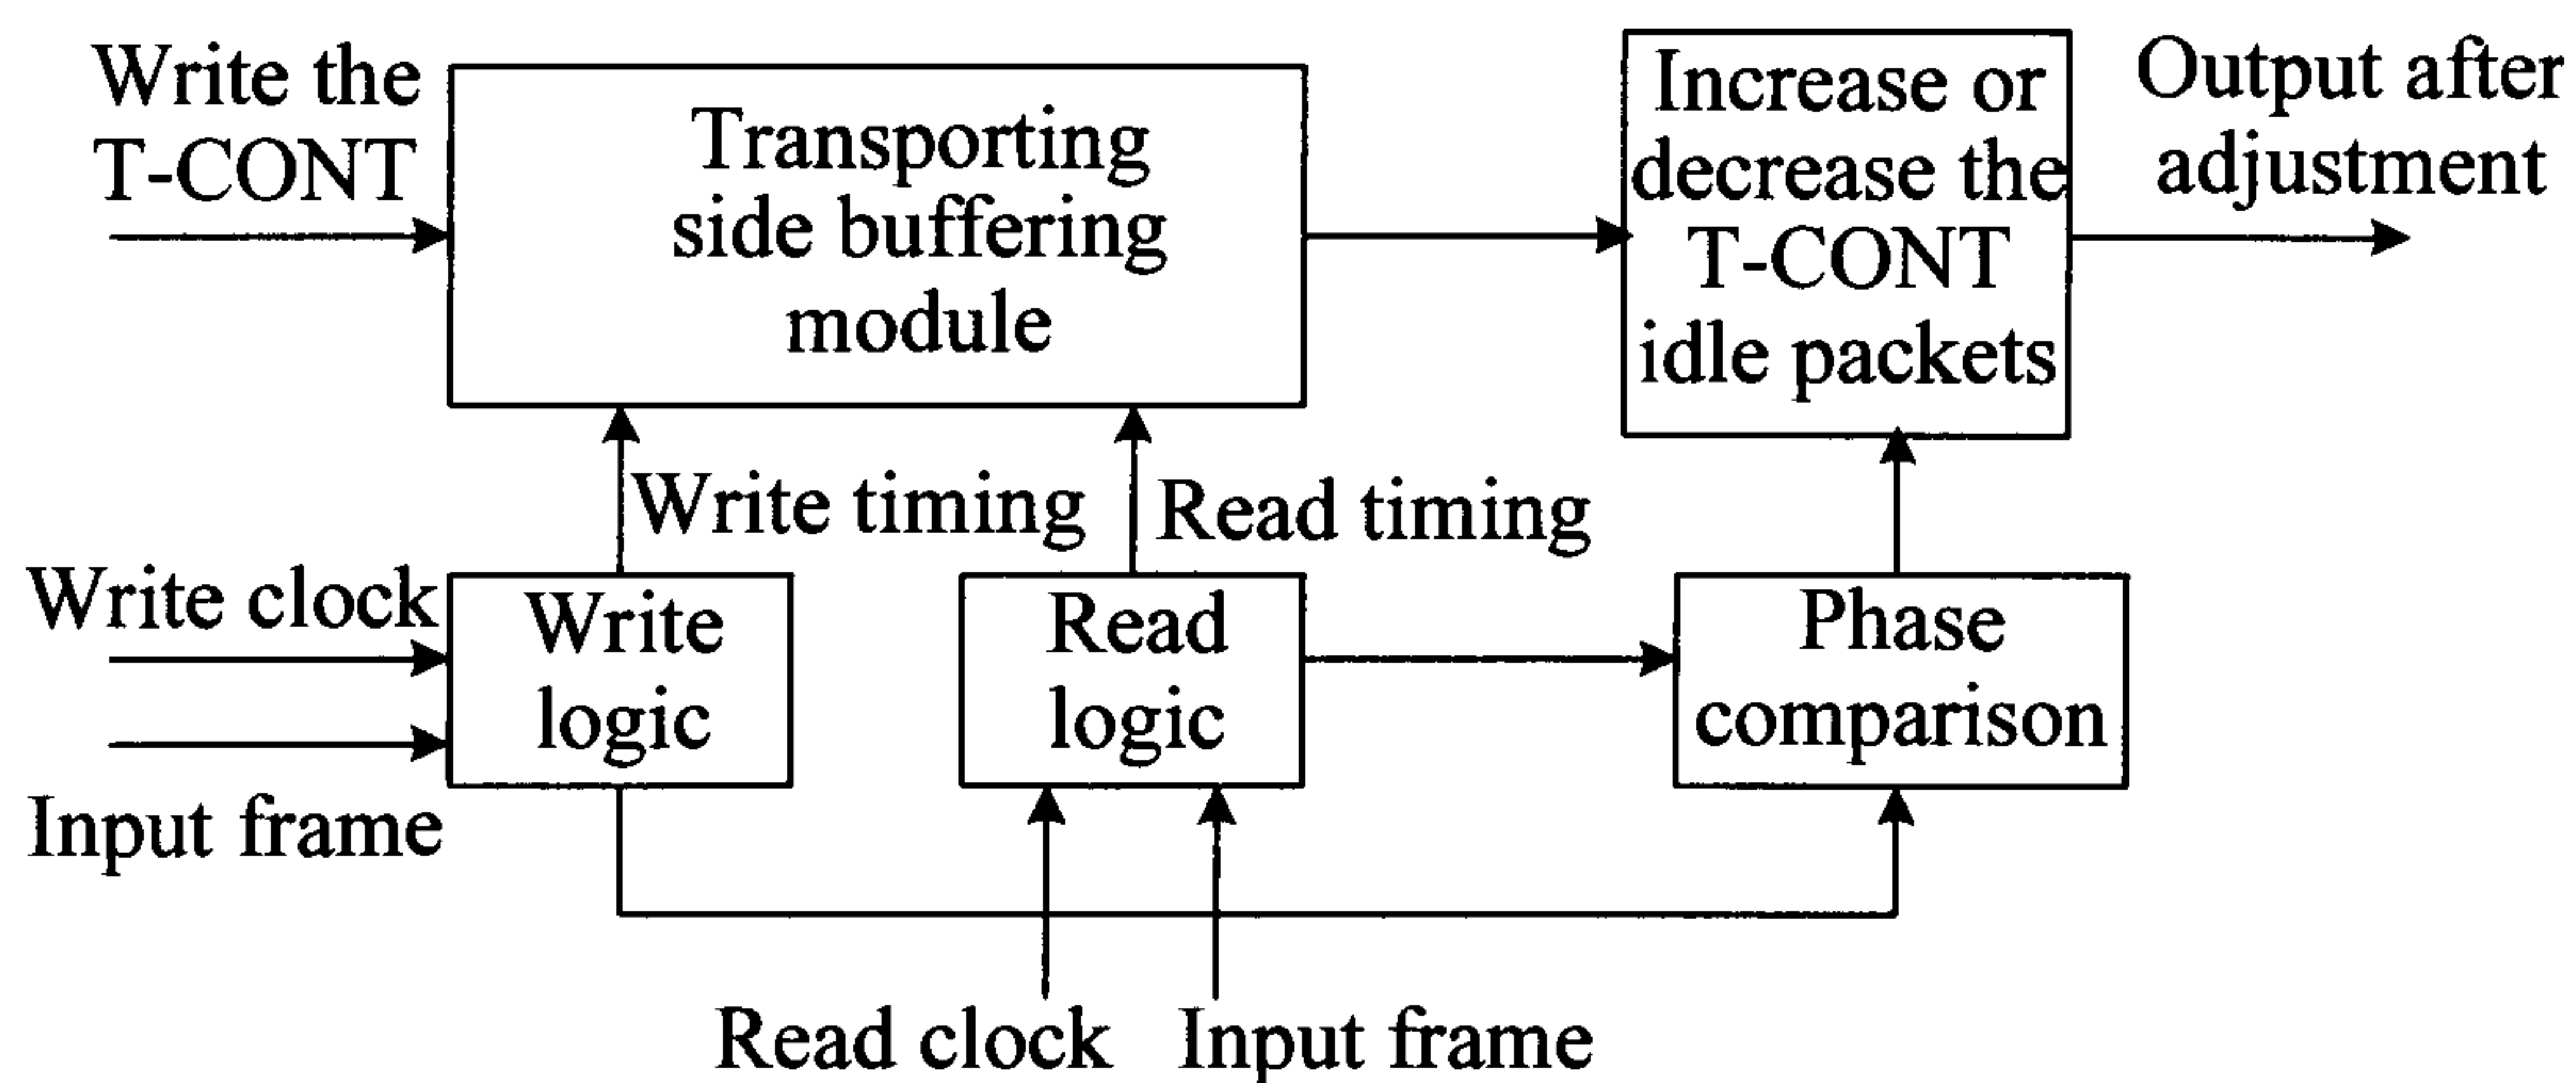 Write the
T-CONT
Transporting
side buffering
module
Increase or
decrease the
T-CONT
idle packets
Output after
adjustment
Write timing
Read timing
Write clock
Input frame
Write
logic
Read
logic
Phase
comparison
Read clock
Input frame